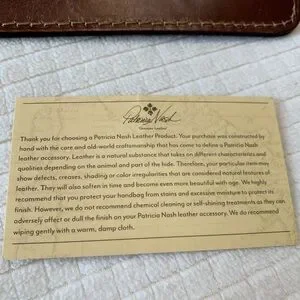 Patricia Nash
Thank you for choosing a Patricia Nash Leather Product. Your purchase was constructed by
hand with the care and old-world craftsmanship that has come to define a Patricia Nash
leather accessory. Leather is a natural substance that takes on different characteristics and
qualities depending on the animal and part of the hide. Therefore, your particular item may
show defects, creases, shading or color irregularities that are considered natural features of
leather. They will also soften in time and become even more beautiful with age. We highly
recommend that you protect your handbag from stains and excessive moisture to protect its
finish. However, we do not recommend chemical cleaning or self-shining treatments as they can
adversely affect or dull the finish on your Patricia Nash leather accessory. We do recommend
wiping gently with a warm, damp cloth.